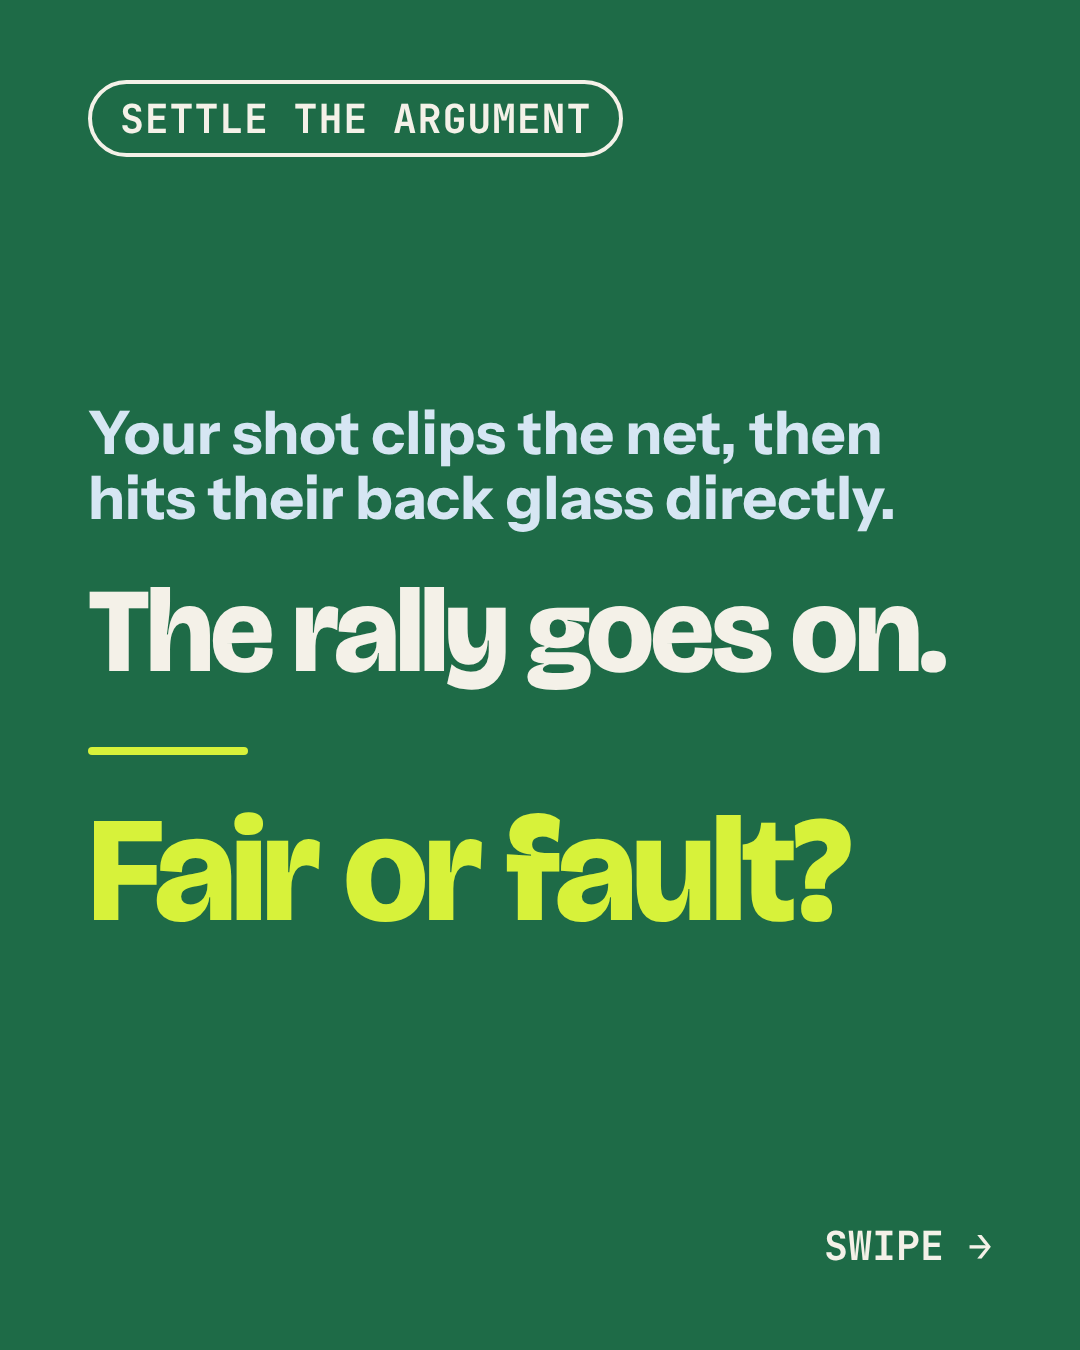 SETTLE THE ARGUMENT
Your shot clips the net, then
hits their back glass directly.
The rally goes on.
Fair or fault?
SWIPE →